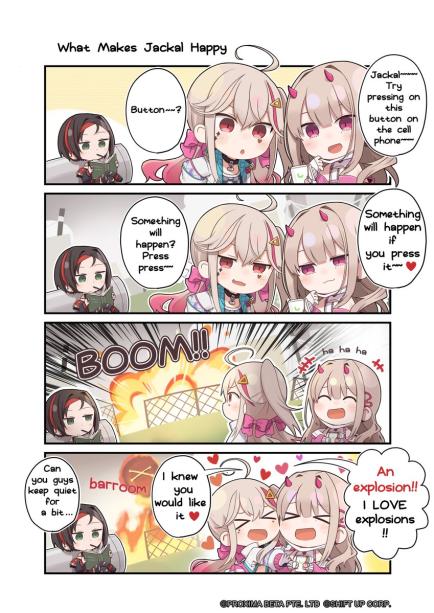 What Makes Jackal Happy
Button~~?
Jackal~~~~
Try
pressing on
this
button on
the cell
phone~~~~
Something
will
happen?
Press
press~~
Something
will happen
if
you press
it~~ ♥
BOOM!!
ha ha ha
Can
you guys
keep quiet
for
a bit...
barroom
I knew
you
would like
it ♥
An
explosion!!
I LOVE
explosions
!!
©PROXIMA BETA PTE. LTD ©SHIFT UP CORP.